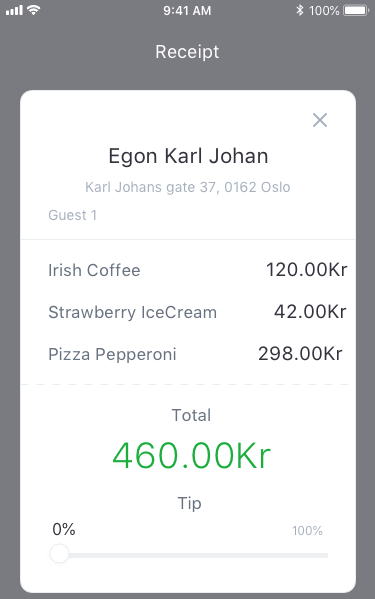 9:41 AM 100%
Receipt
Egon Karl Johan
Karl Johans gate 37, 0162 Oslo
Guest 1
Irish Coffee 120.00Kr
Strawberry IceCream 42.00Kr
Pizza Pepperoni 298.00Kr
Total
460.00Kr
Tip
0% 100%